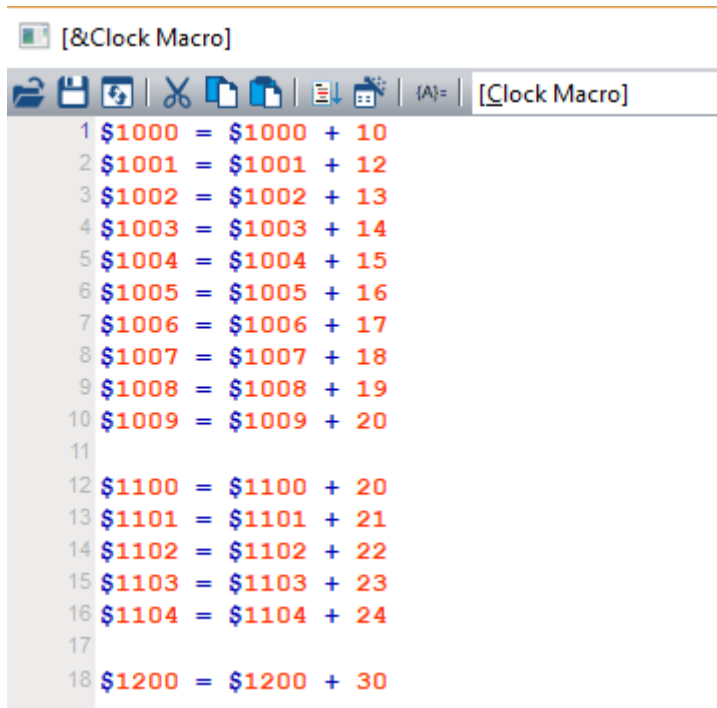 [&Clock Macro]
{A}= [Clock Macro]
1 $1000 = $1000 + 10
2 $1001 = $1001 + 12
3 $1002 = $1002 + 13
4 $1003 = $1003 + 14
5 $1004 = $1004 + 15
6 $1005 = $1005 + 16
7 $1006 = $1006 + 17
8 $1007 = $1007 + 18
9 $1008 = $1008 + 19
10 $1009 = $1009 + 20
11
12 $1100 = $1100 + 20
13 $1101 = $1101 + 21
14 $1102 = $1102 + 22
15 $1103 = $1103 + 23
16 $1104 = $1104 + 24
17
18 $1200 = $1200 + 30